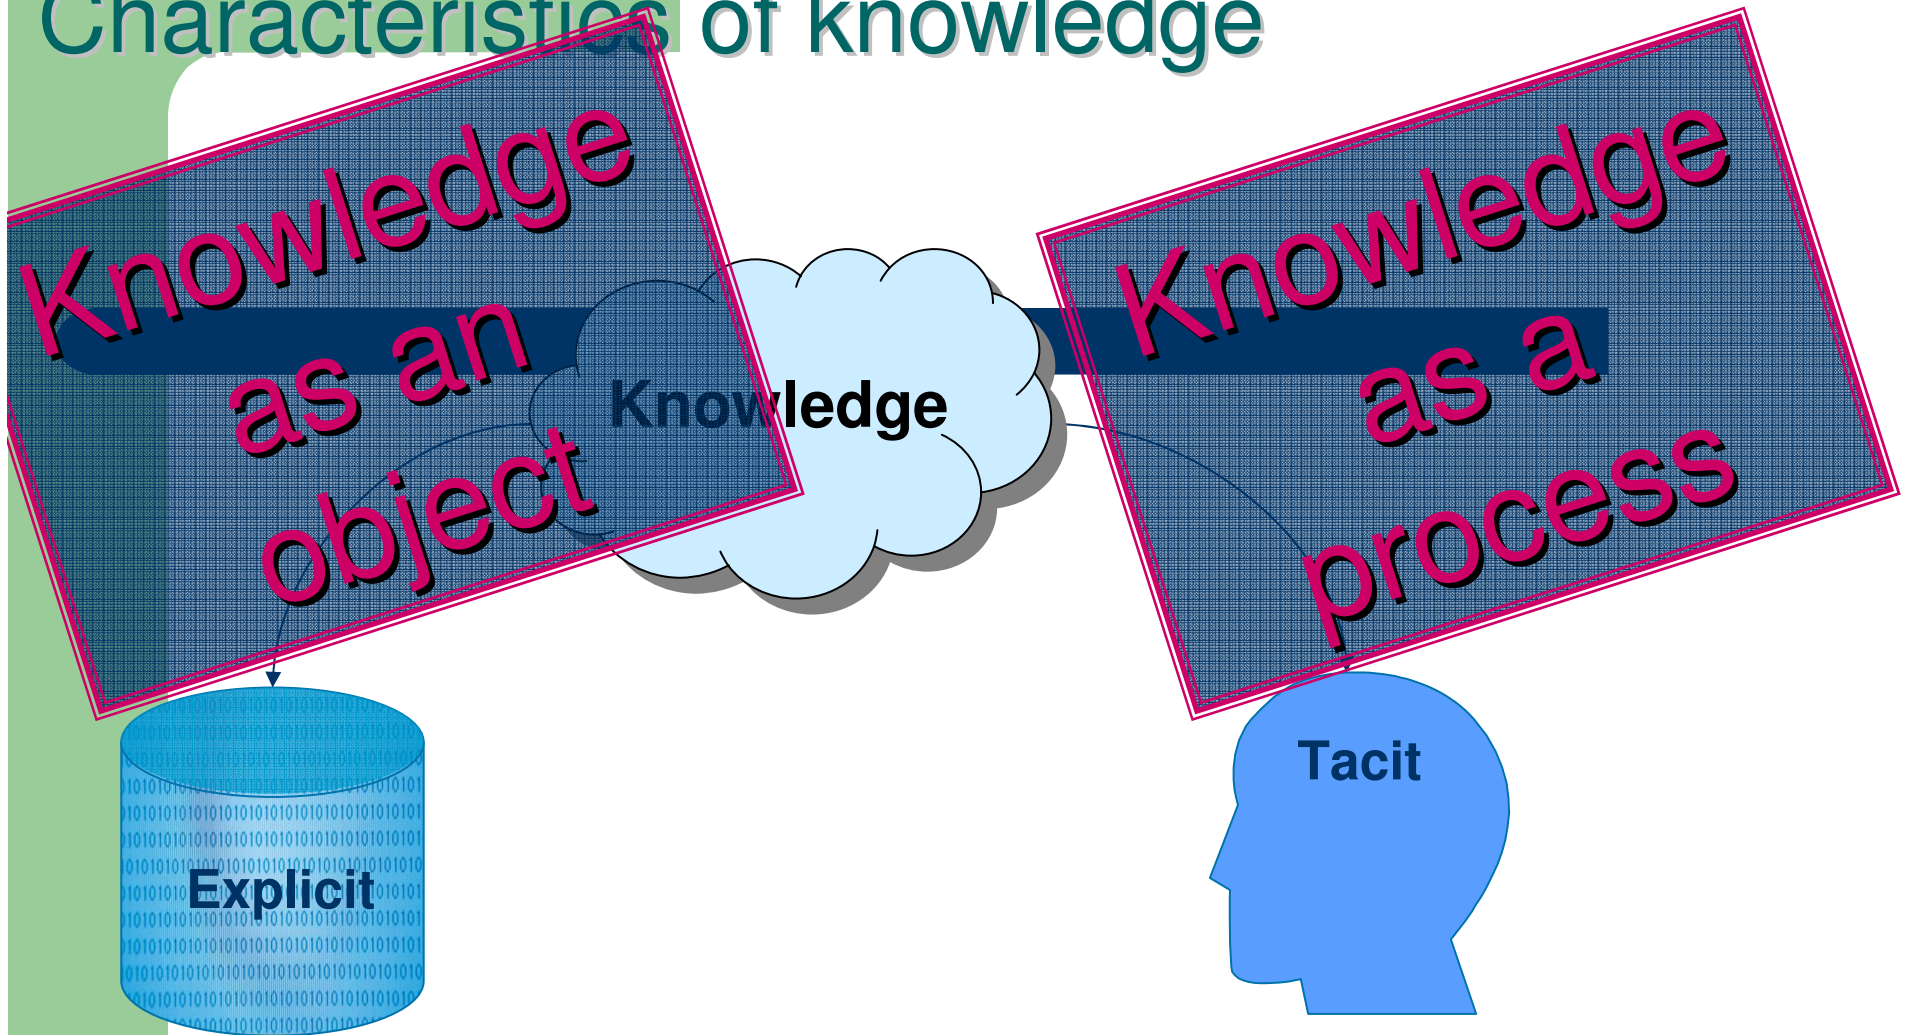 Characteristics of knowledge
Knowledge
as an
object
Knowledge
as a
process
Knowledge
Explicit
Tacit